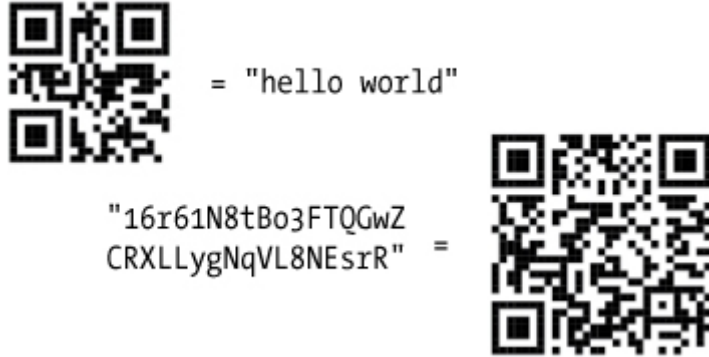 = "hello world"
"16r61N8tBo3FTQGwZ
CRXLLygNqVL8NEsrR" =